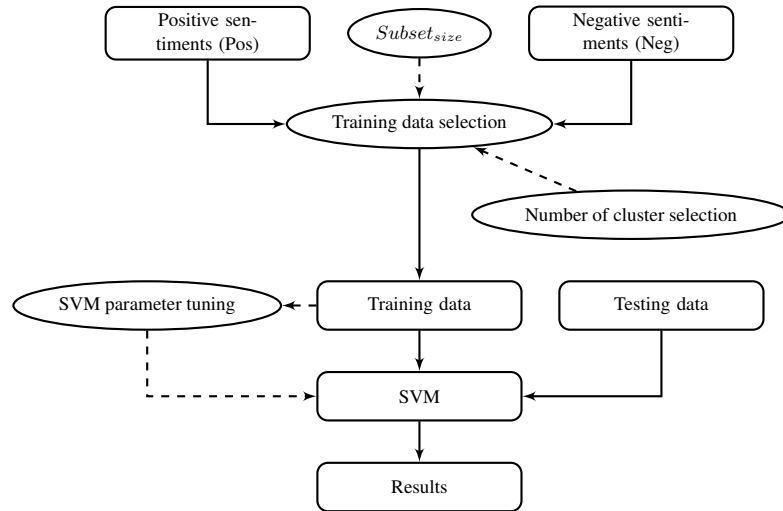 Positive sen-
timents (Pos)
Subset_size
Negative senti-
ments (Neg)
Training data selection
Number of cluster selection
SVM parameter tuning
Training data
Testing data
SVM
Results